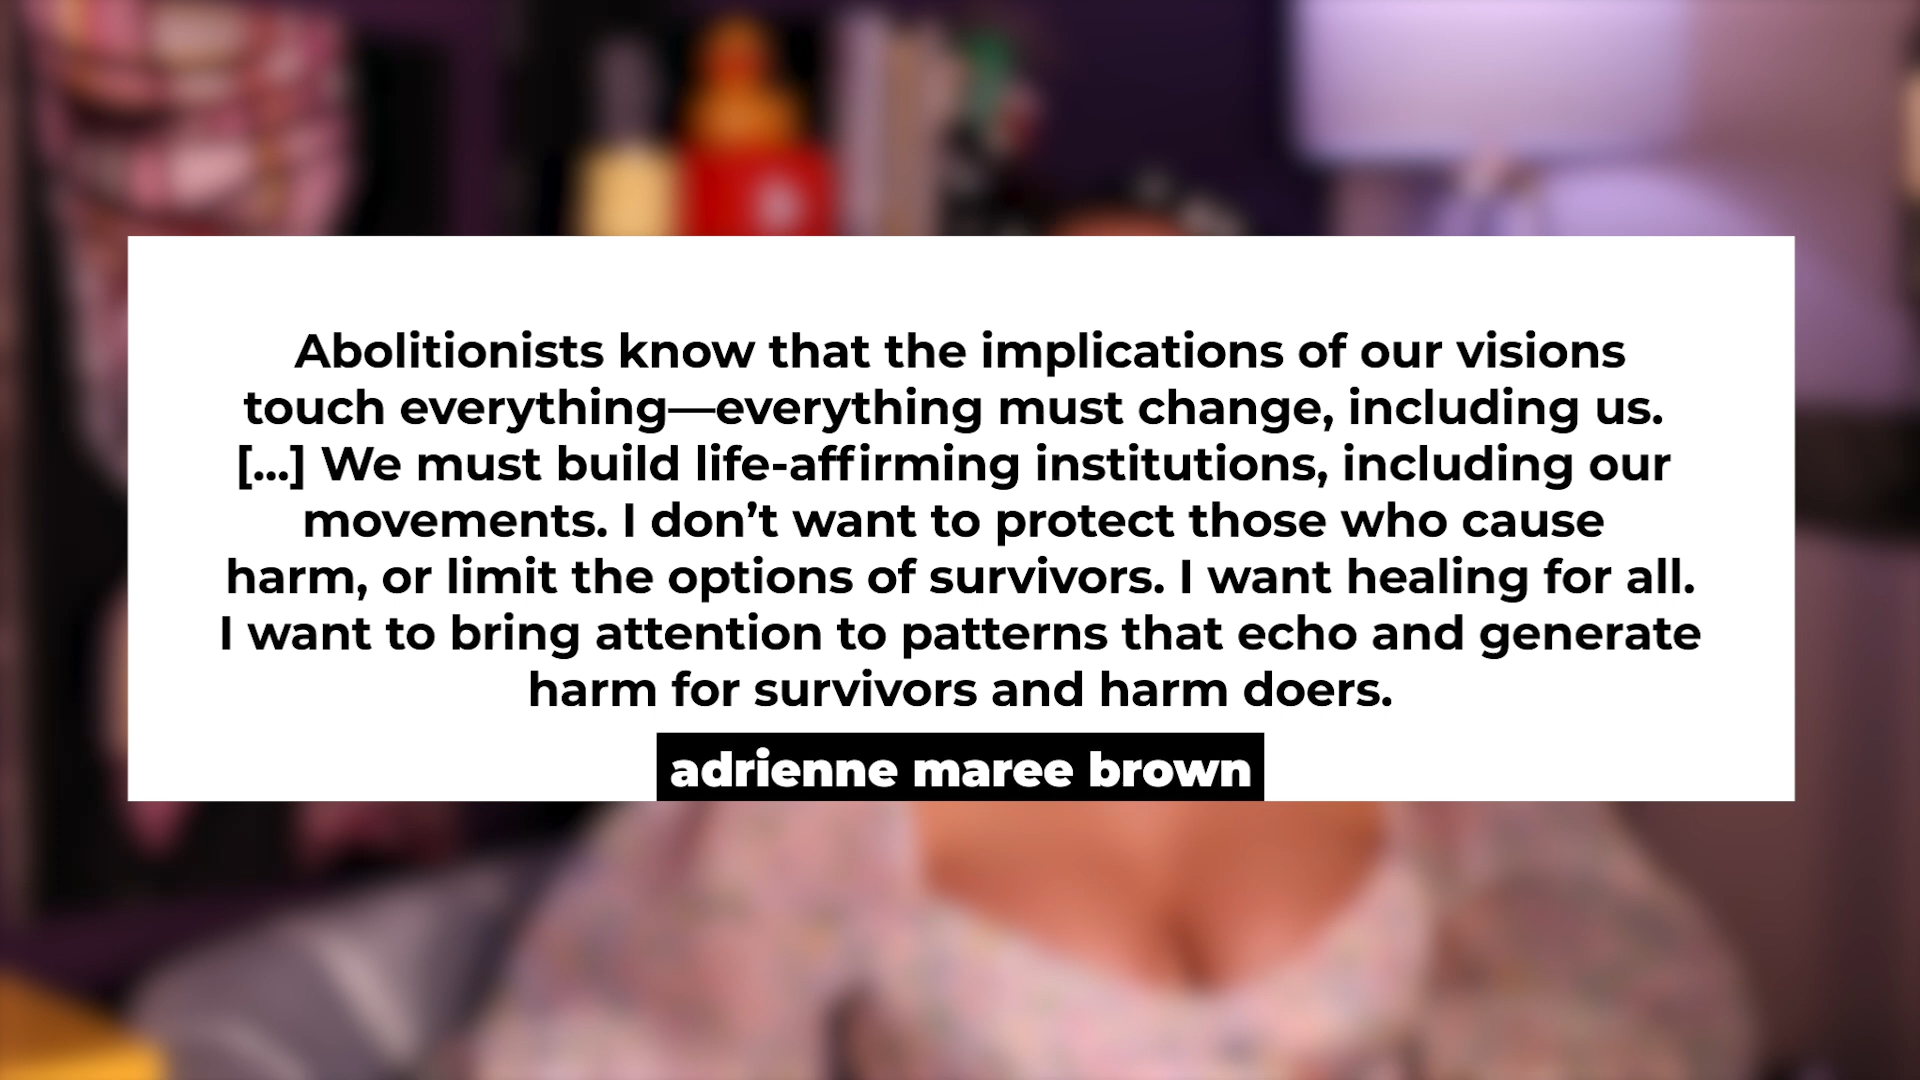 Abolitionists know that the implications of our visions
touch everything—everything must change, including us.
[...] We must build life-affirming institutions, including our
movements. I don’t want to protect those who cause
harm, or limit the options of survivors. I want healing for all.
I want to bring attention to patterns that echo and generate
harm for survivors and harm doers.
adrienne maree brown